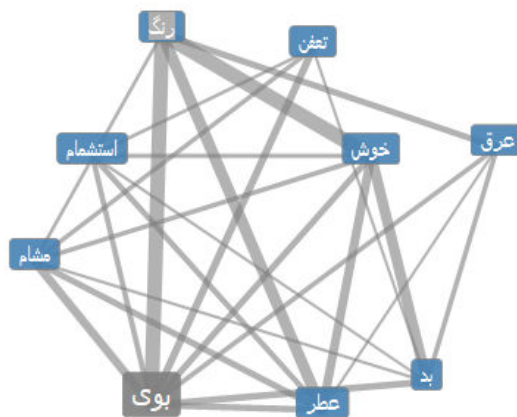 رنگ
تعفن
عرق
خوش
استشمام
مشام
بد
عطر
بوی